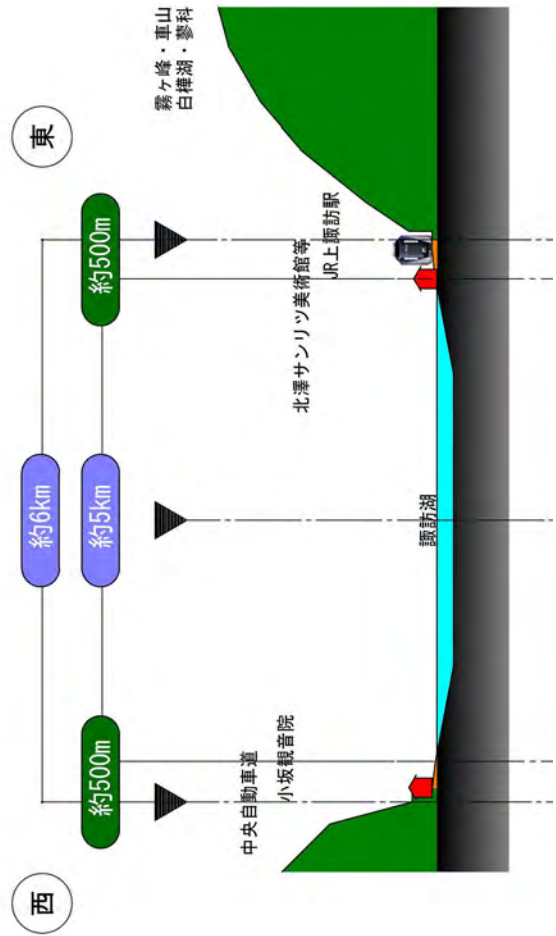 西
東
約6km
約500m
約5km
約500m
中央自動車道
小坂観音院
諏訪湖
北澤サンリツ美術館等
JR上諏訪駅
霧ヶ峰・車山
白樺湖・蓼科